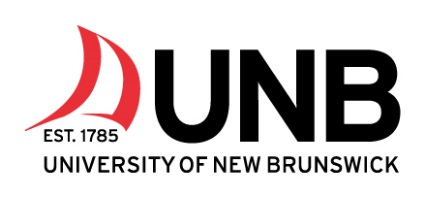 UNB
EST. 1785
UNIVERSITY OF NEW BRUNSWICK